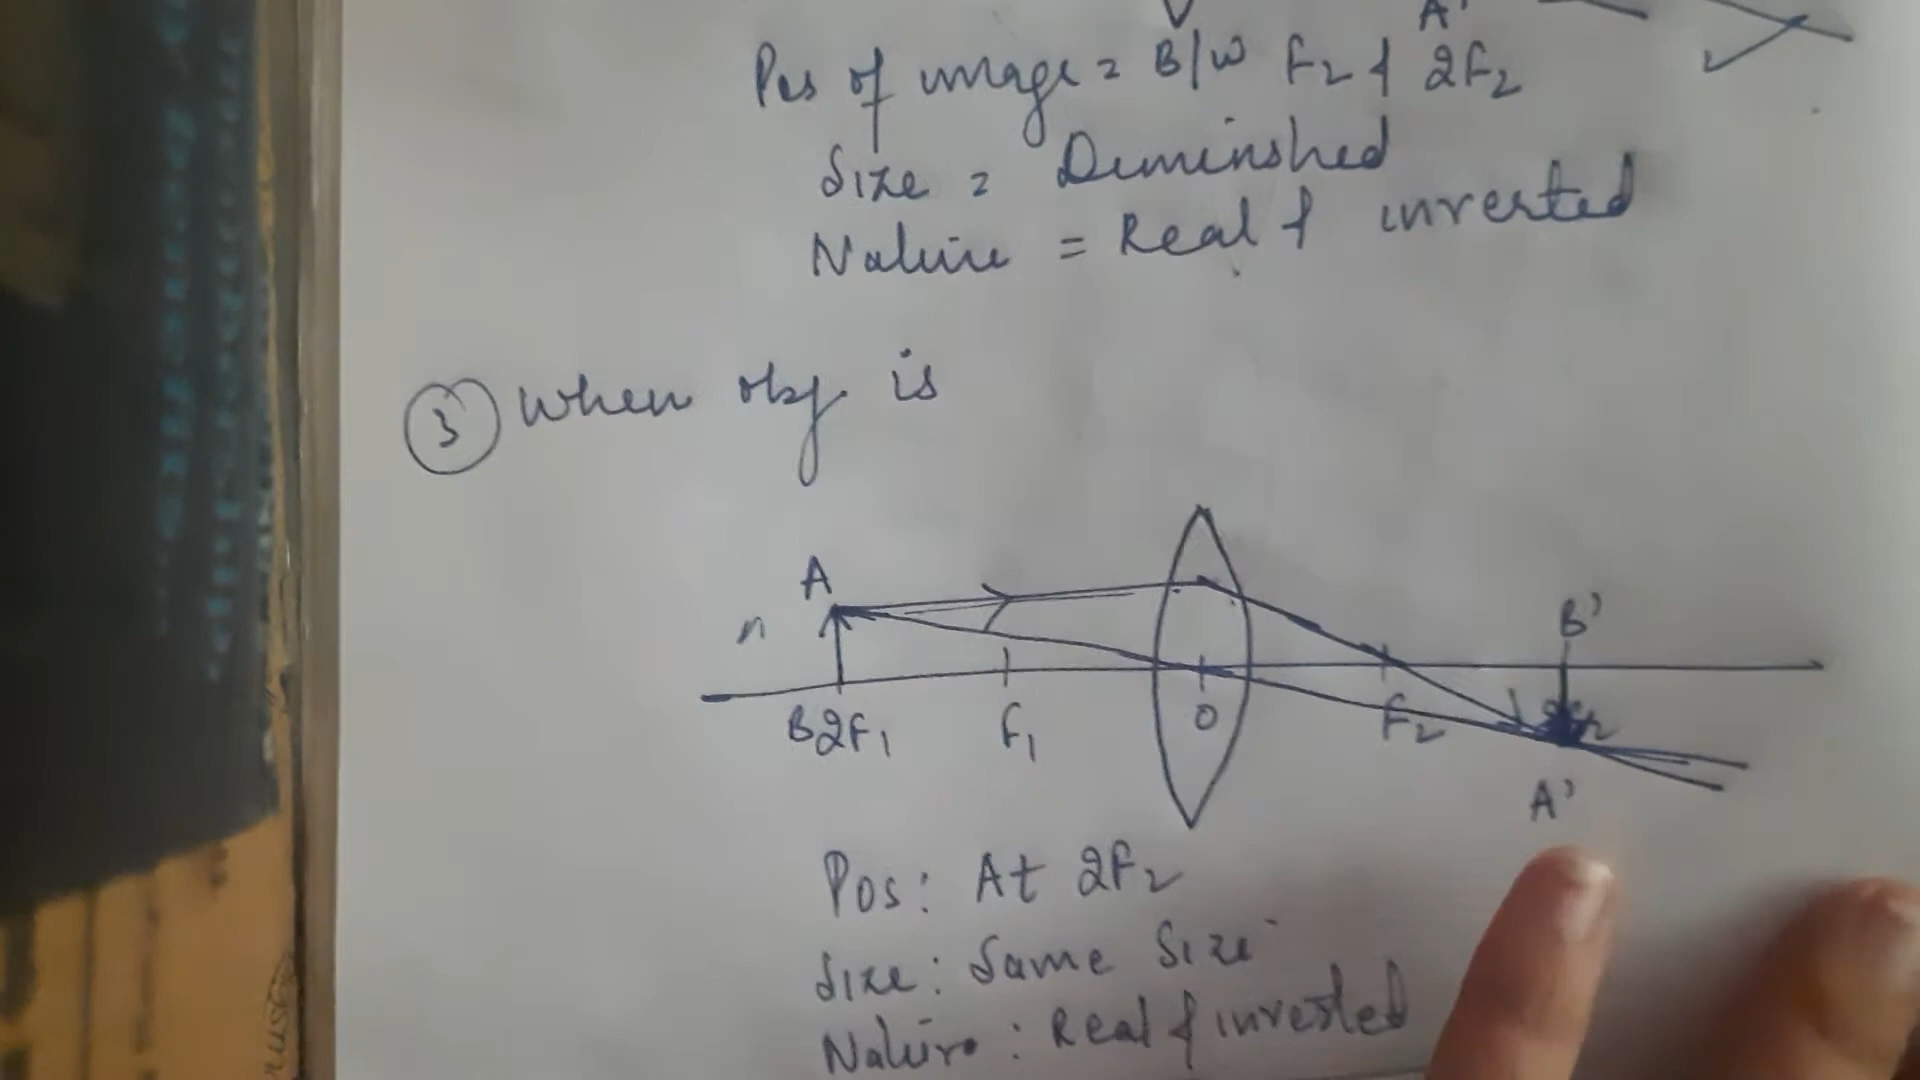 A'
Pos of image = B/w F2 & 2F2
Size = Diminshed
Nature = Real & inverted
3 When obj is
A
B'
B 2F1 F1 O F2
A'
Pos: At 2F2
Size: Same Size
Nature: Real & inverted